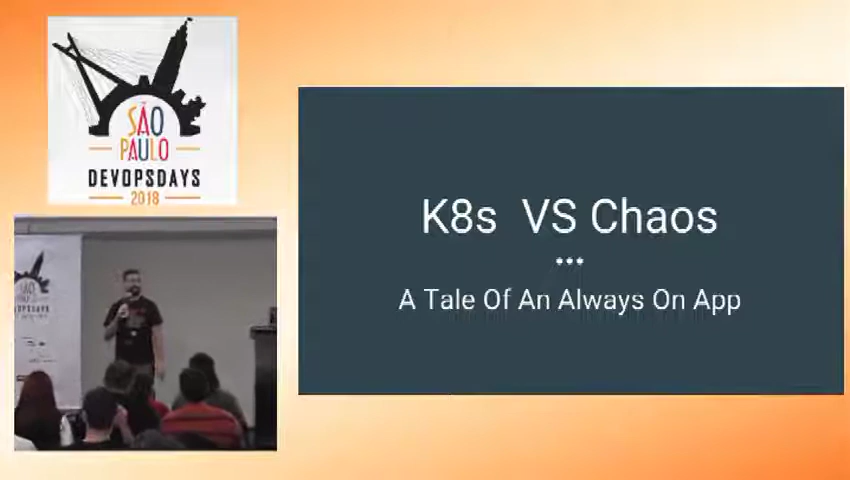 SÃO
PAULO
DEVOPSDAYS
2018
K8s VS Chaos
A Tale Of An Always On App